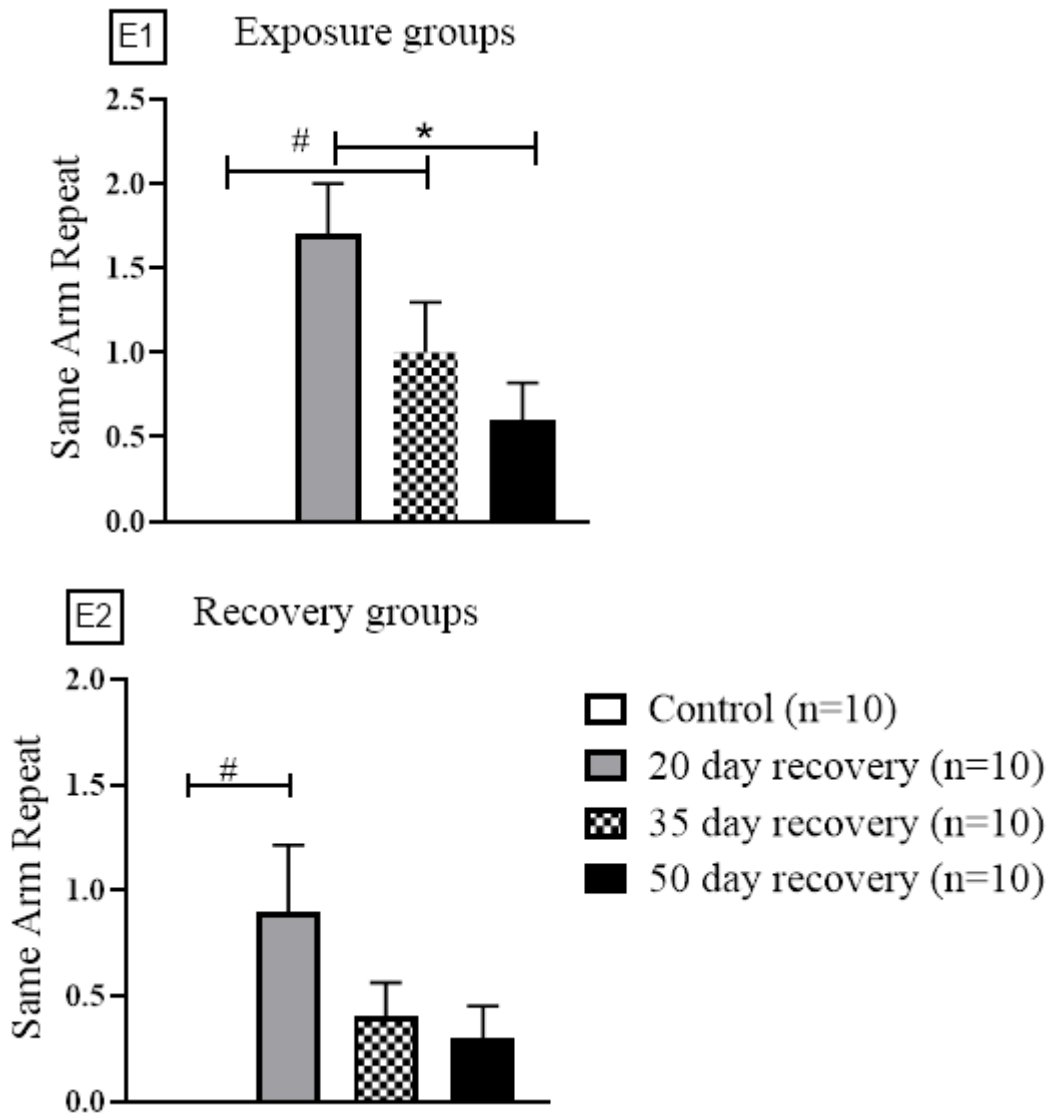 E1 Exposure groups
2.5
# *
2.0
1.5
1.0
0.5
0.0
Same Arm Repeat
E2 Recovery groups
2.0
#
1.5
1.0
0.5
0.0
Same Arm Repeat
Control (n=10)
20 day recovery (n=10)
35 day recovery (n=10)
50 day recovery (n=10)